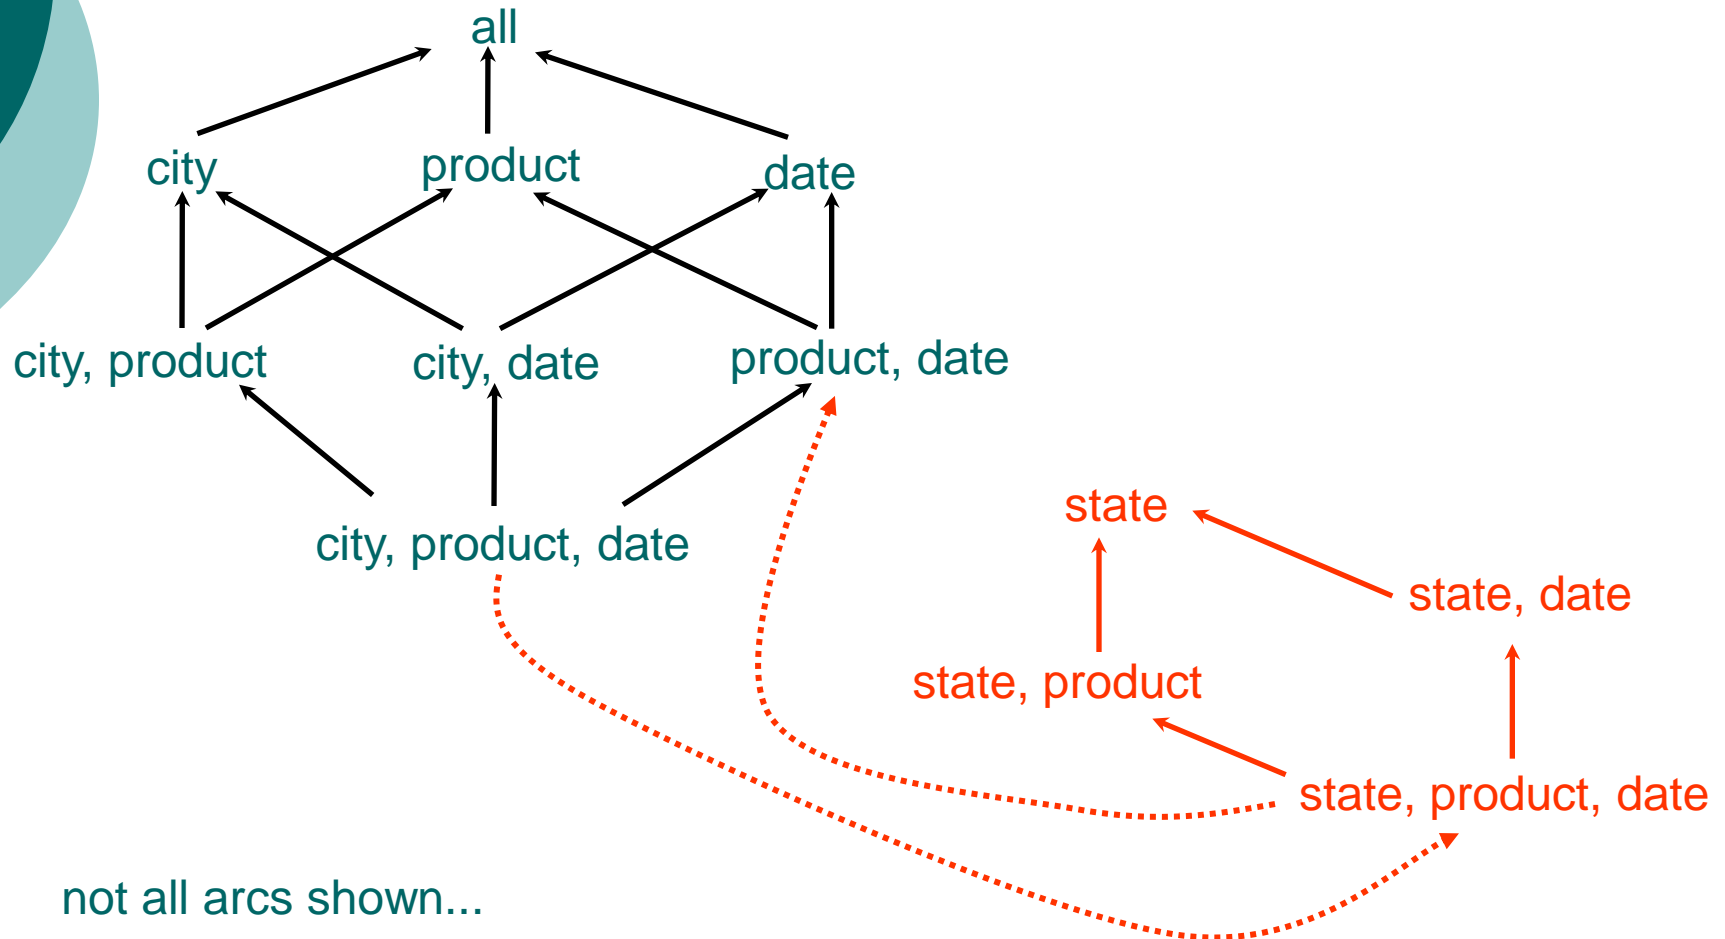 all
city
product
date
city, product
city, date
product, date
city, product, date
state
state, date
state, product
state, product, date
not all arcs shown...